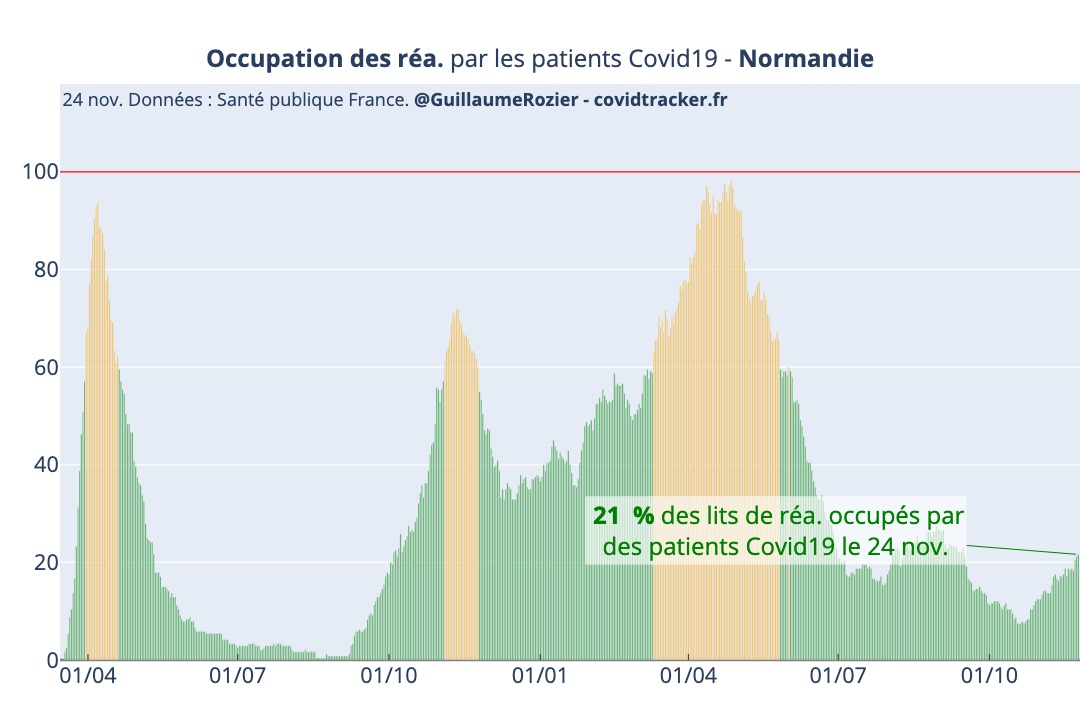 Occupation des réa. par les patients Covid19 - Normandie
24 nov. Données : Santé publique France. @GuillaumeRozier - covidtracker.fr
100
80
60
40
20
0
21 % des lits de réa. occupés par
des patients Covid19 le 24 nov.
01/04 01/07 01/10 01/01 01/04 01/07 01/10